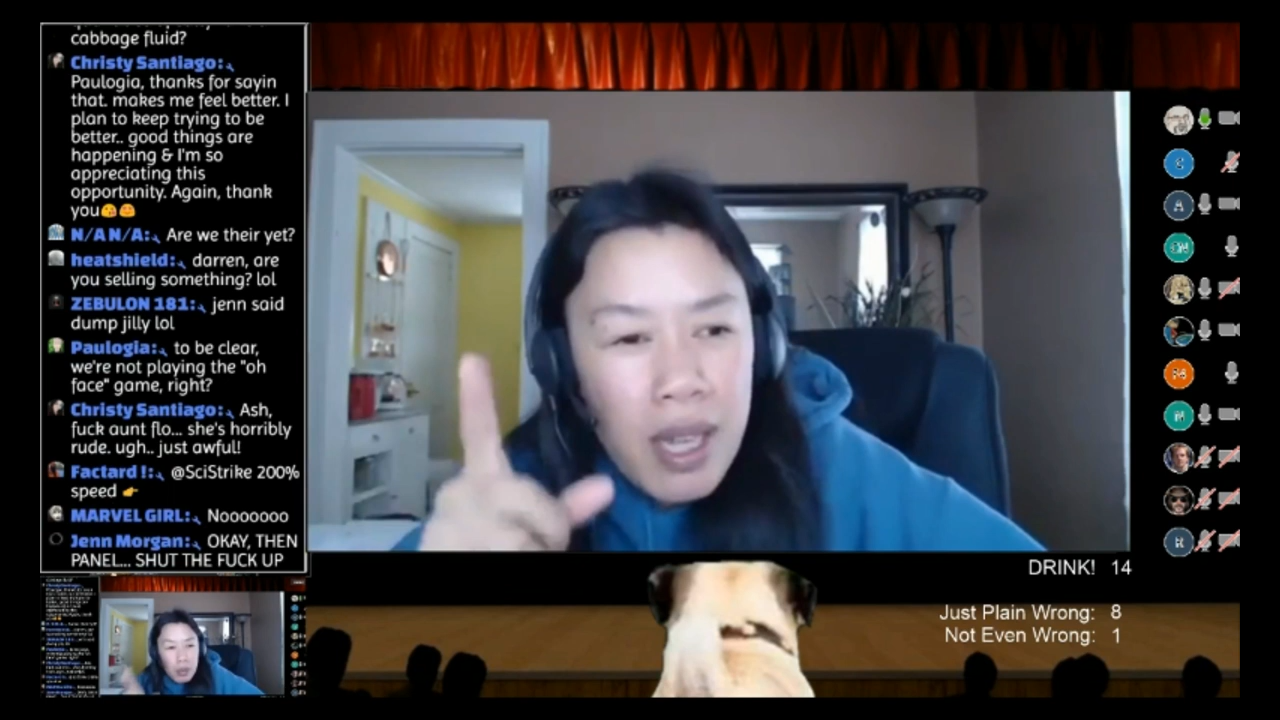 cabbage fluid?
Christy Santiago:
Paulogia, thanks for sayin
that. makes me feel better. I
plan to keep trying to be
better.. good things are
happening & I'm so
appreciating this
opportunity. Again, thank
you😘🤗
N/A N/A: Are we their yet?
heatshield: darren, are
you selling something? lol
ZEBULON 181: jenn said
dump jilly lol
Paulogia: to be clear,
we're not playing the "oh
face" game, right?
Christy Santiago: Ash,
fuck aunt flo... she's horribly
rude. ugh.. just awful!
Factard !: @SciStrike 200%
speed 👉
MARVEL GIRL: Nooooooo
Jenn Morgan: OKAY, THEN
PANEL... SHUT THE FUCK UP
S
A
M
DRINK! 14
Just Plain Wrong: 8
Not Even Wrong: 1